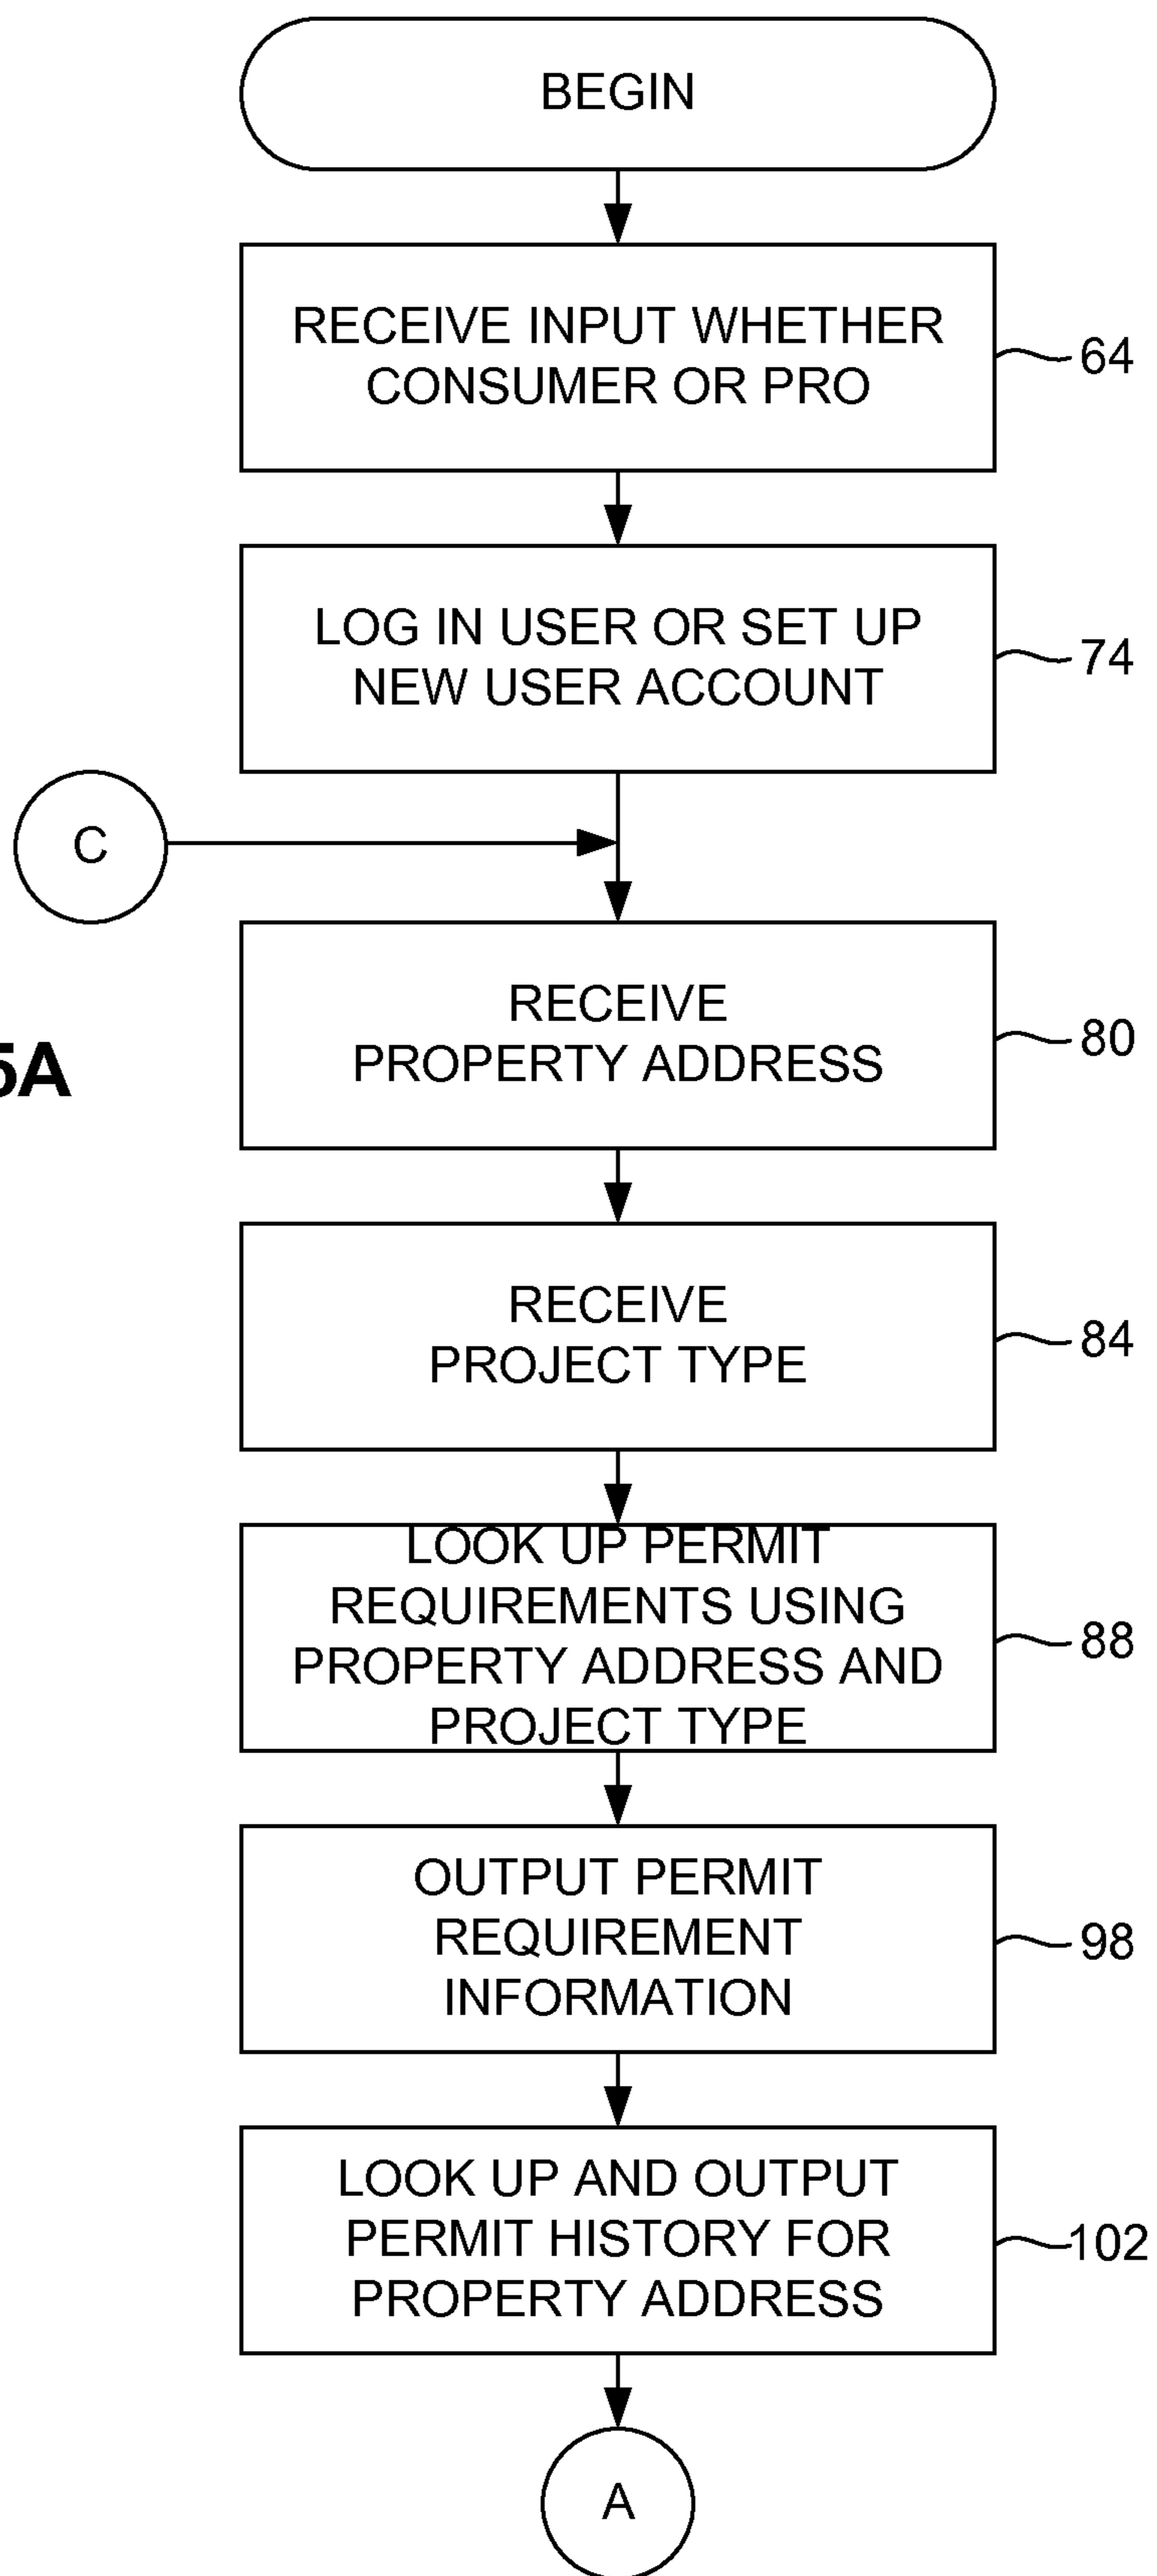 BEGIN
RECEIVE INPUT WHETHER
CONSUMER OR PRO
64
LOG IN USER OR SET UP
NEW USER ACCOUNT
74
C
RECEIVE
PROPERTY ADDRESS
80
5A
RECEIVE
PROJECT TYPE
84
LOOK UP PERMIT
REQUIREMENTS USING
PROPERTY ADDRESS AND
PROJECT TYPE
88
OUTPUT PERMIT
REQUIREMENT
INFORMATION
98
LOOK UP AND OUTPUT
PERMIT HISTORY FOR
PROPERTY ADDRESS
102
A